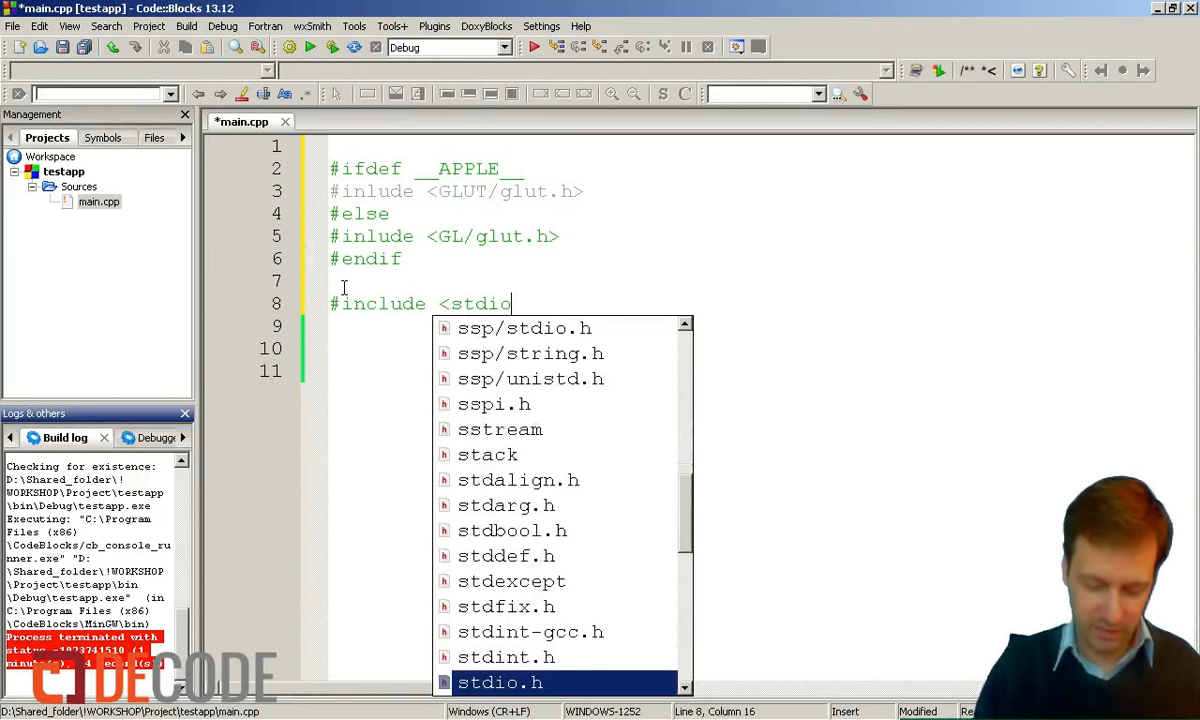 *main.cpp [testapp] - Code::Blocks 13.12
File Edit View Search Project Build Debug Fortran wxSmith Tools Tools+ Plugins DoxyBlocks Settings Help
Debug
/** *<
S C
Management
*main.cpp
Projects Symbols Files
Workspace
testapp
Sources
main.cpp
1
2 #ifdef __APPLE__
3 #inlude <GLUT/glut.h>
4 #else
5 #inlude <GL/glut.h>
6 #endif
7
8 #include <stdio
9
10
11
ssp/stdio.h
ssp/string.h
ssp/unistd.h
sspi.h
sstream
stack
stdalign.h
stdarg.h
stdbool.h
stddef.h
stdexcept
stdfix.h
stdint-gcc.h
stdint.h
stdio.h
Logs & others
Build log Debugge
Checking for existence:
D:\Shared_folder\!
WORKSHOP\Project\testapp
\bin\Debug\testapp.exe
Executing: "C:\Program
Files (x86)
\CodeBlocks/cb_console_ru
nner.exe" "D:
\Shared_folder\!WORKSHOP
\Project\testapp\bin
\Debug\testapp.exe" (in
C:\Program Files (x86)
\CodeBlocks\MinGW\bin)
Process terminated with
status -1073741510 (1
DECODE
D:\Shared_folder\!WORKSHOP\Project\testapp\main.cpp Windows (CR+LF) WINDOWS-1252 Line 8, Column 16 Insert Modified